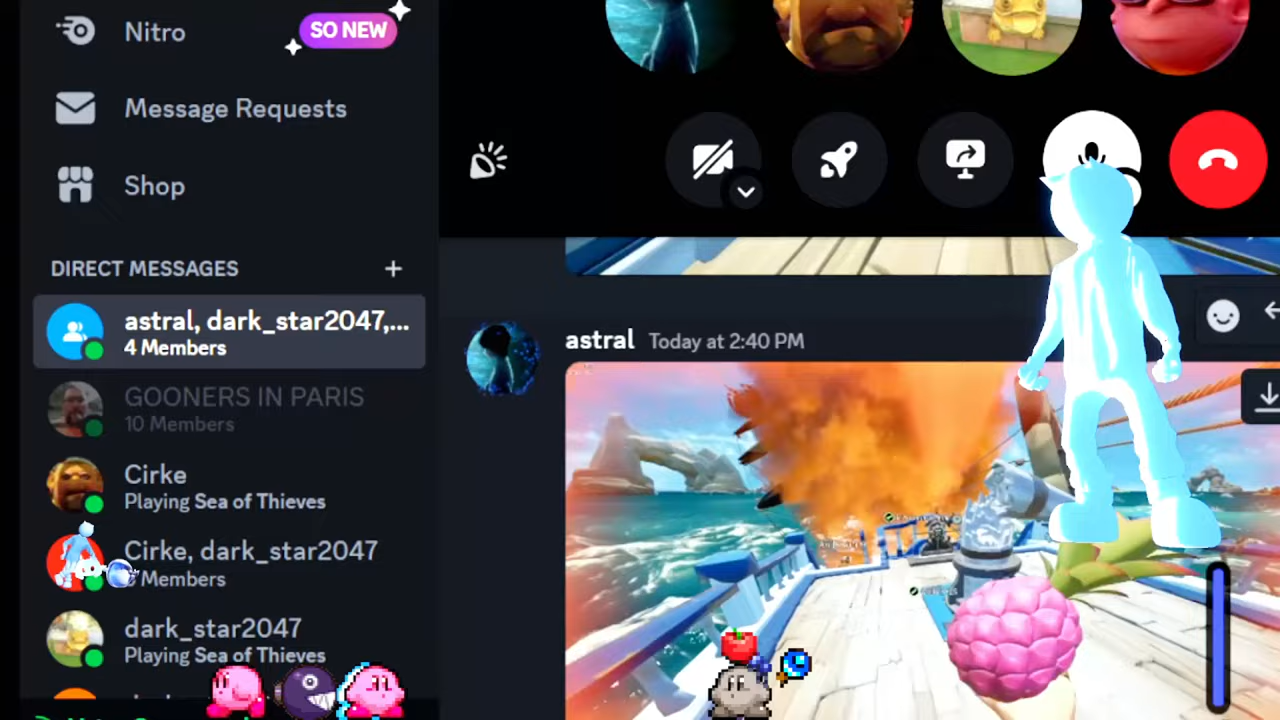 Nitro
SO NEW
Message Requests
Shop
DIRECT MESSAGES
astral, dark_star2047,...
4 Members
GOONERS IN PARIS
10 Members
Cirke
Playing Sea of Thieves
Cirke, dark_star2047
Members
dark_star2047
Playing Sea of Thieves
astral Today at 2:40 PM